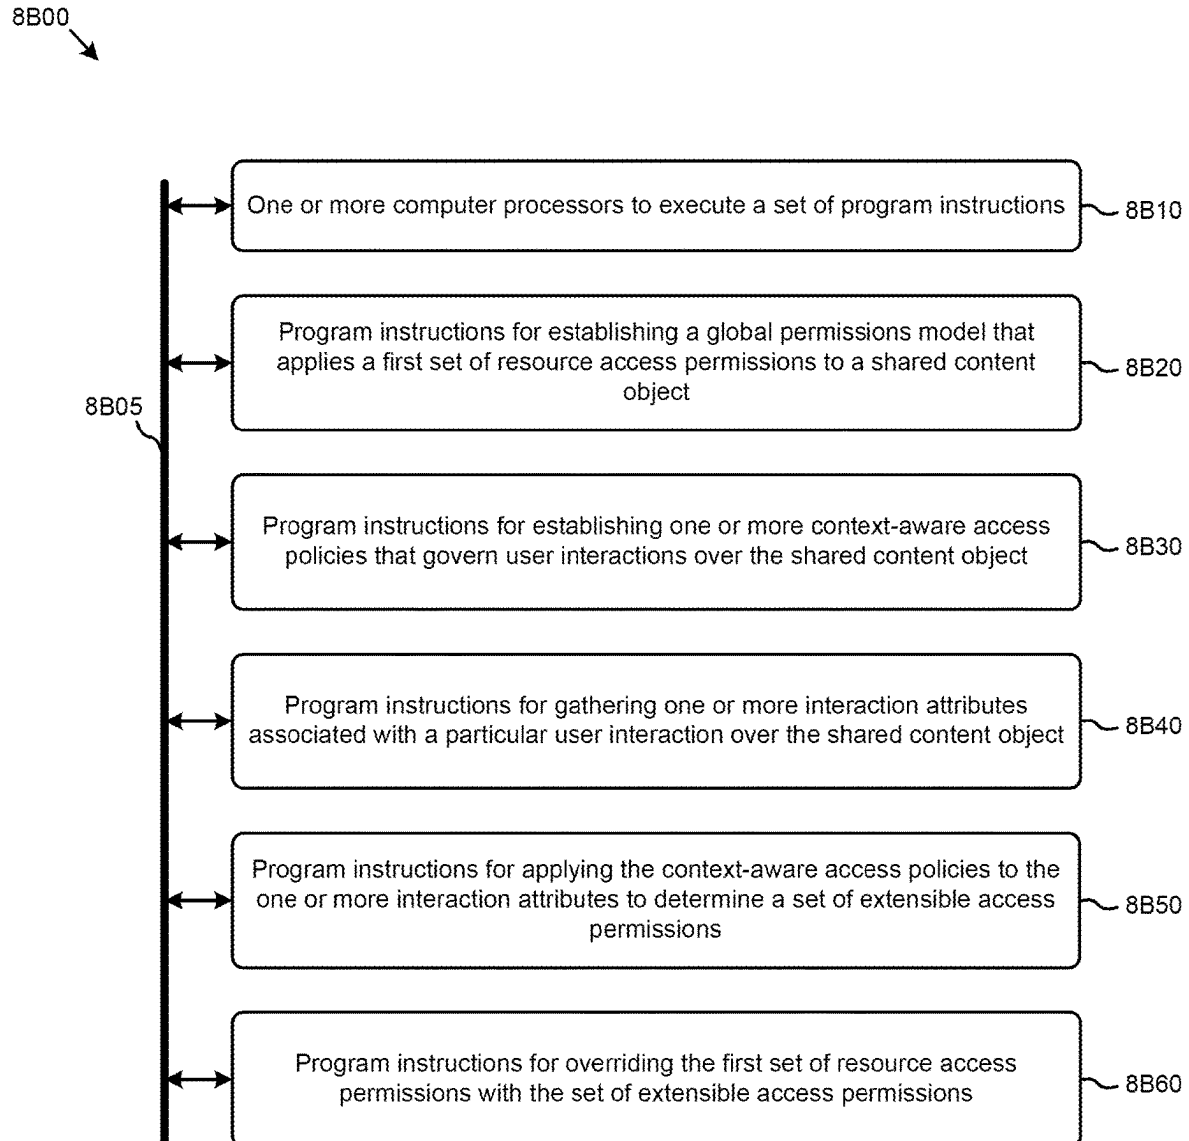 8B00
One or more computer processors to execute a set of program instructions
8B10
Program instructions for establishing a global permissions model that
applies a first set of resource access permissions to a shared content
object
8B20
8B05
Program instructions for establishing one or more context-aware access
policies that govern user interactions over the shared content object
8B30
Program instructions for gathering one or more interaction attributes
associated with a particular user interaction over the shared content object
8B40
Program instructions for applying the context-aware access policies to the
one or more interaction attributes to determine a set of extensible access
permissions
8B50
Program instructions for overriding the first set of resource access
permissions with the set of extensible access permissions
8B60